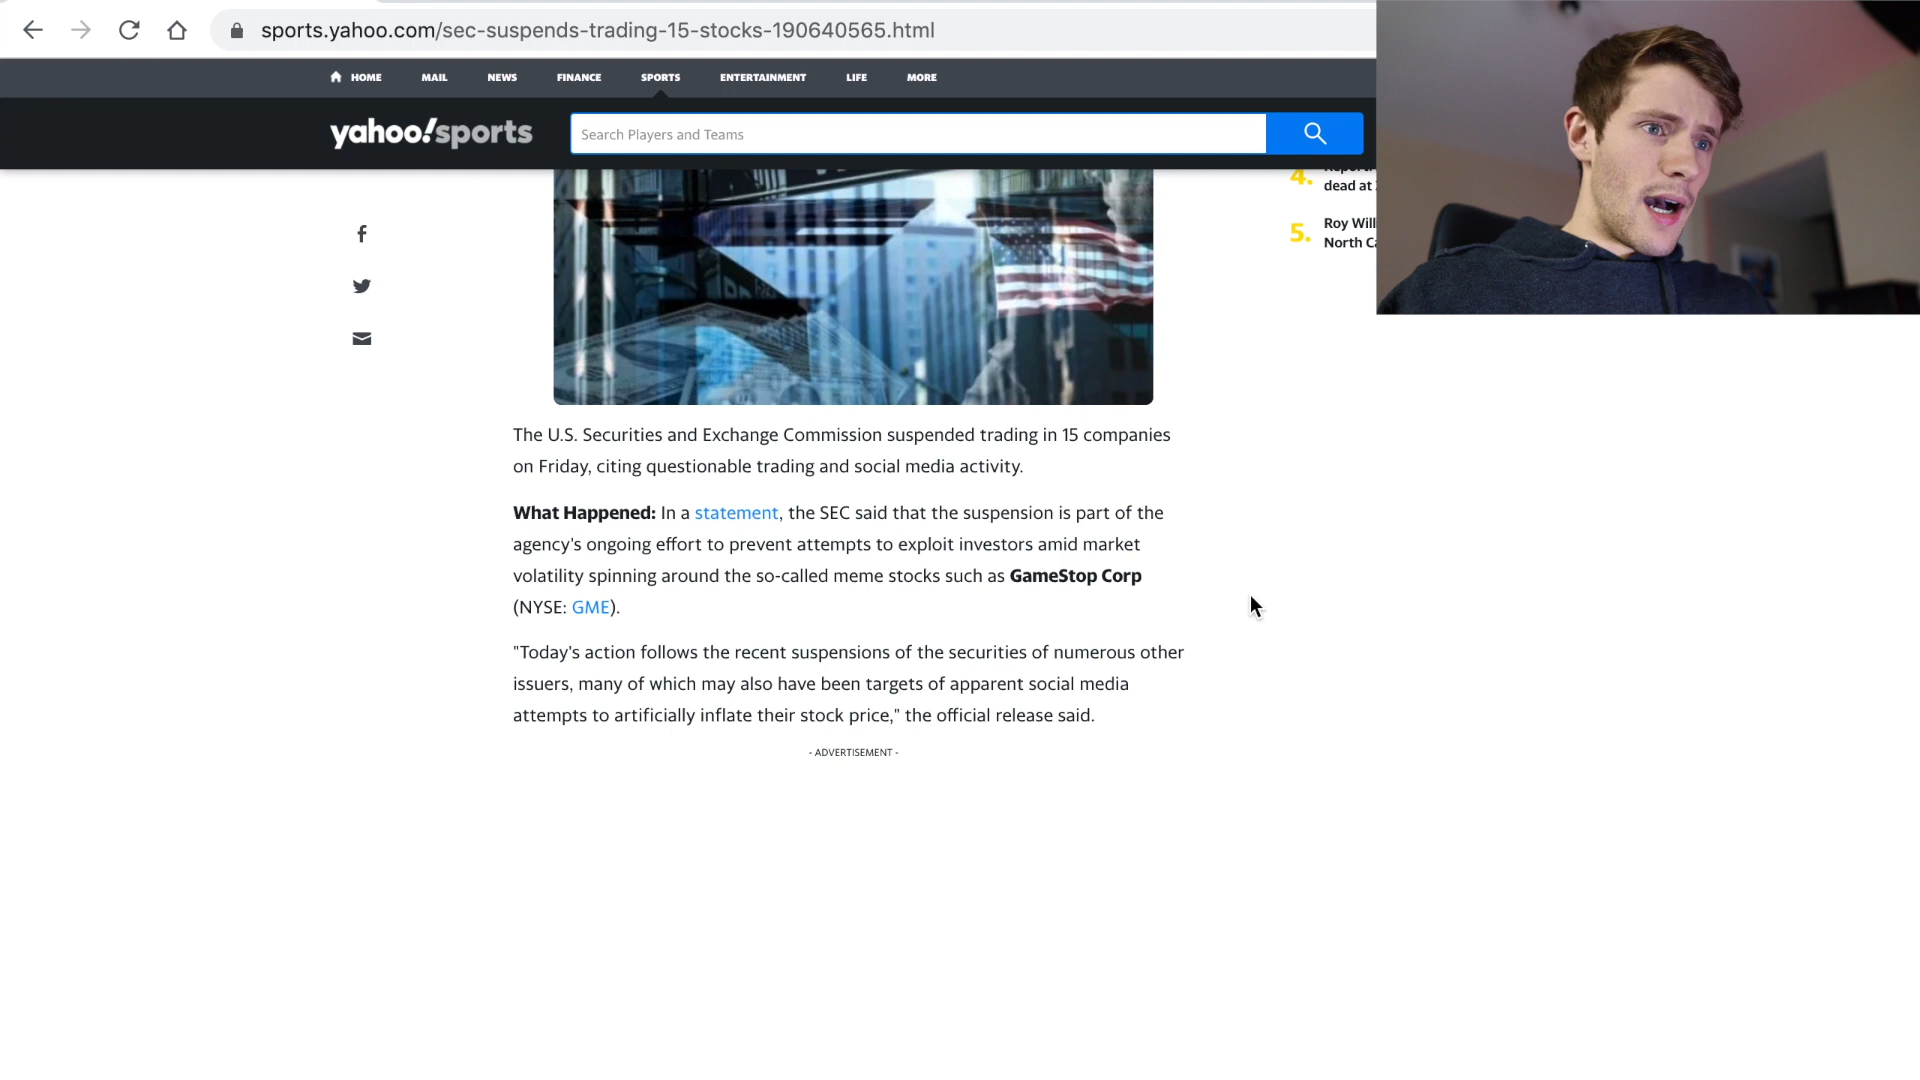 sports.yahoo.com/sec-suspends-trading-15-stocks-190640565.html
HOME MAIL NEWS FINANCE SPORTS ENTERTAINMENT LIFE MORE
yahoo!sports
Search Players and Teams
4.
dead at
5. Roy Will
North Ca
The U.S. Securities and Exchange Commission suspended trading in 15 companies
on Friday, citing questionable trading and social media activity.
What Happened: In a statement, the SEC said that the suspension is part of the
agency's ongoing effort to prevent attempts to exploit investors amid market
volatility spinning around the so-called meme stocks such as GameStop Corp
(NYSE: GME).
"Today's action follows the recent suspensions of the securities of numerous other
issuers, many of which may also have been targets of apparent social media
attempts to artificially inflate their stock price," the official release said.
- ADVERTISEMENT -